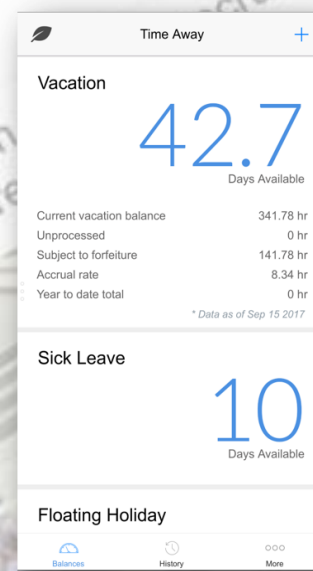 Time Away
Vacation
42.7
Days Available
Current vacation balance 341.78 hr
Unprocessed 0 hr
Subject to forfeiture 141.78 hr
Accrual rate 8.34 hr
Year to date total 0 hr
* Data as of Sep 15 2017
Sick Leave
10
Days Available
Floating Holiday
Balances History More